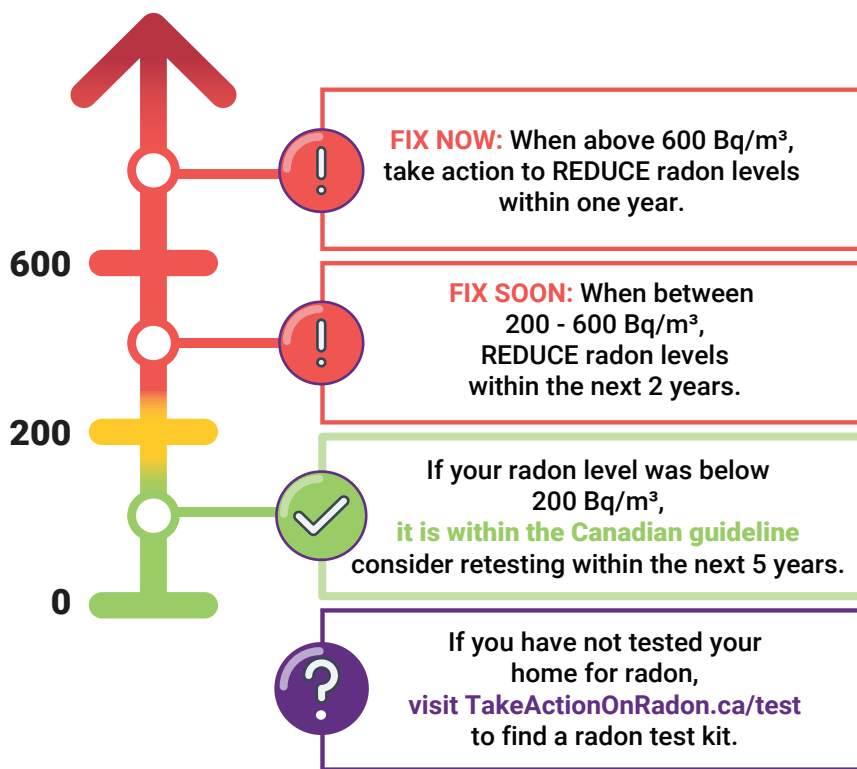 FIX NOW: When above 600 Bq/m³,
take action to REDUCE radon levels
within one year.
600
FIX SOON: When between
200 - 600 Bq/m³,
REDUCE radon levels
within the next 2 years.
200
If your radon level was below
200 Bq/m³,
it is within the Canadian guideline
consider retesting within the next 5 years.
0
If you have not tested your
home for radon,
visit TakeActionOnRadon.ca/test
to find a radon test kit.